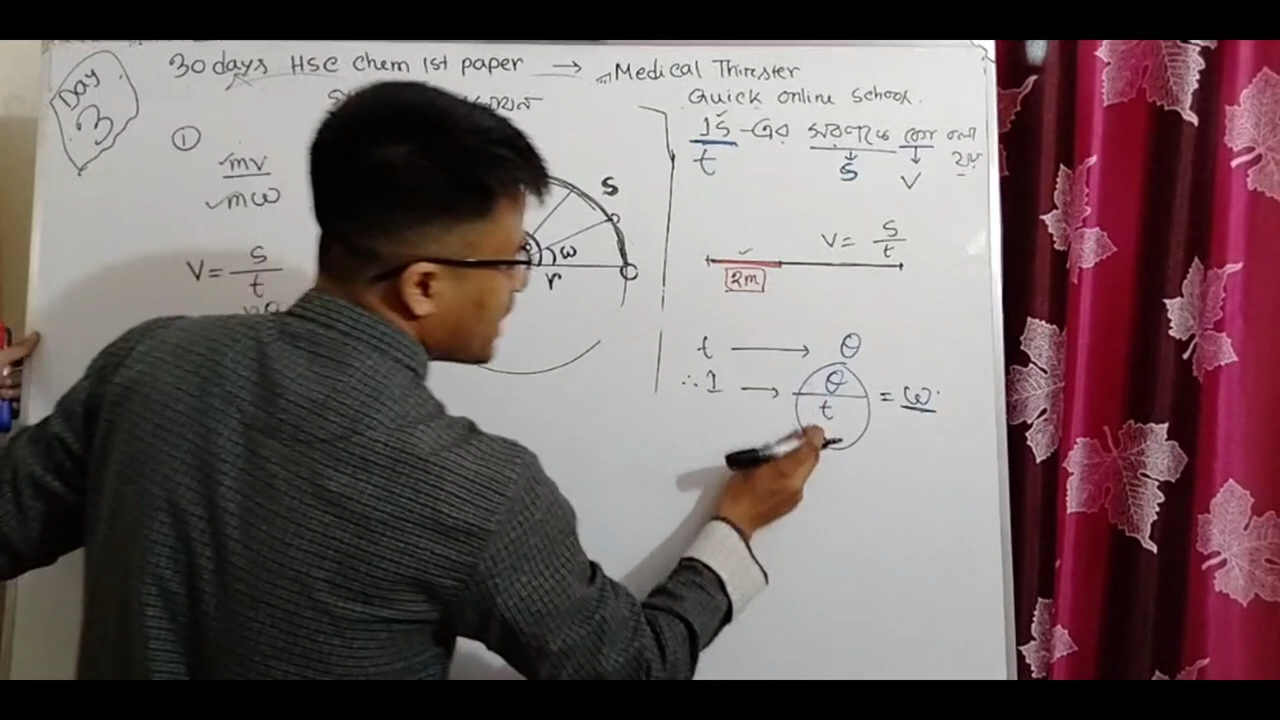 Day 3
30 days HSC Chem 1st paper → Medical Thirster
Quick online School.
①
mv
mω
V = s/t
s
ω
r
1s -এর সরণকে বেগ বলা হয়
t
s
v
V = s/t
2m
t → θ
∴ 1 → θ/t = ω